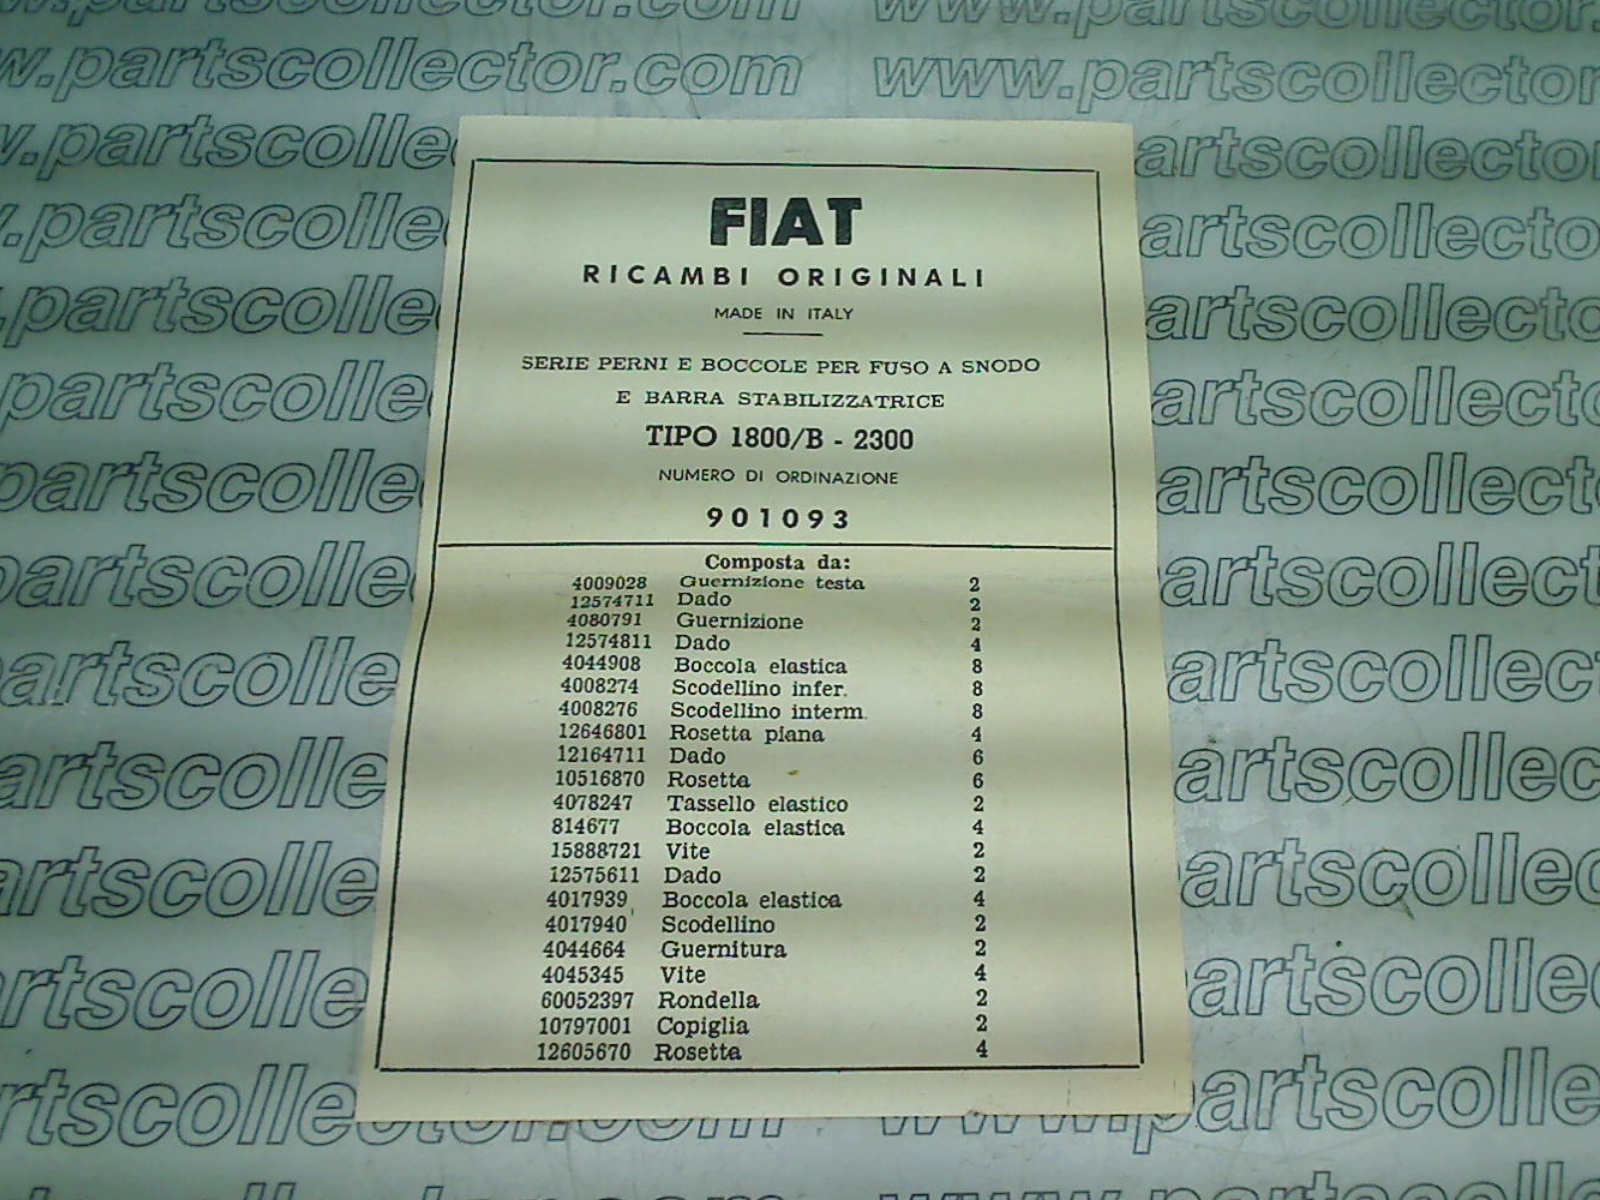 www.partscollector.com
FIAT
RICAMBI ORIGINALI
MADE IN ITALY
SERIE PERNI E BOCCOLE PER FUSO A SNODO
E BARRA STABILIZZATRICE
TIPO 1800/B - 2300
NUMERO DI ORDINAZIONE
901093
Composta da:
4009028 Guernizione testa 2
12574711 Dado 2
4080791 Guernizione 2
12574811 Dado 4
4044908 Boccola elastica 8
4008274 Scodellino infer. 8
4008276 Scodellino interm. 8
12646801 Rosetta piana 4
12164711 Dado 6
10516870 Rosetta 6
4078247 Tassello elastico 2
814677 Boccola elastica 4
15888721 Vite 2
12575611 Dado 2
4017939 Boccola elastica 4
4017940 Scodellino 2
4044664 Guernitura 2
4045345 Vite 4
60052397 Rondella 2
10797001 Copiglia 2
12605670 Rosetta 4